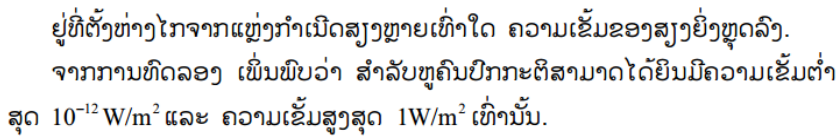 ຢູ່ທີ່ຕັ້ງຫ່າງໄກຈາກແຫຼ່ງກຳເນີດສຽງຫຼາຍເທົ່າໃດ ຄວາມເຂັ້ມຂອງສຽງຍິ່ງຫຼຸດລົງ.
ຈາກການທົດລອງ ເພິ່ນພົບວ່າ ສຳລັບຫູຄົນປົກກະຕິສາມາດໄດ້ຍິນມີຄວາມເຂັ້ມຕ່ຳ
ສຸດ 10⁻¹² W/m² ແລະ ຄວາມເຂັ້ມສູງສຸດ 1W/m² ເທົ່ານັ້ນ.